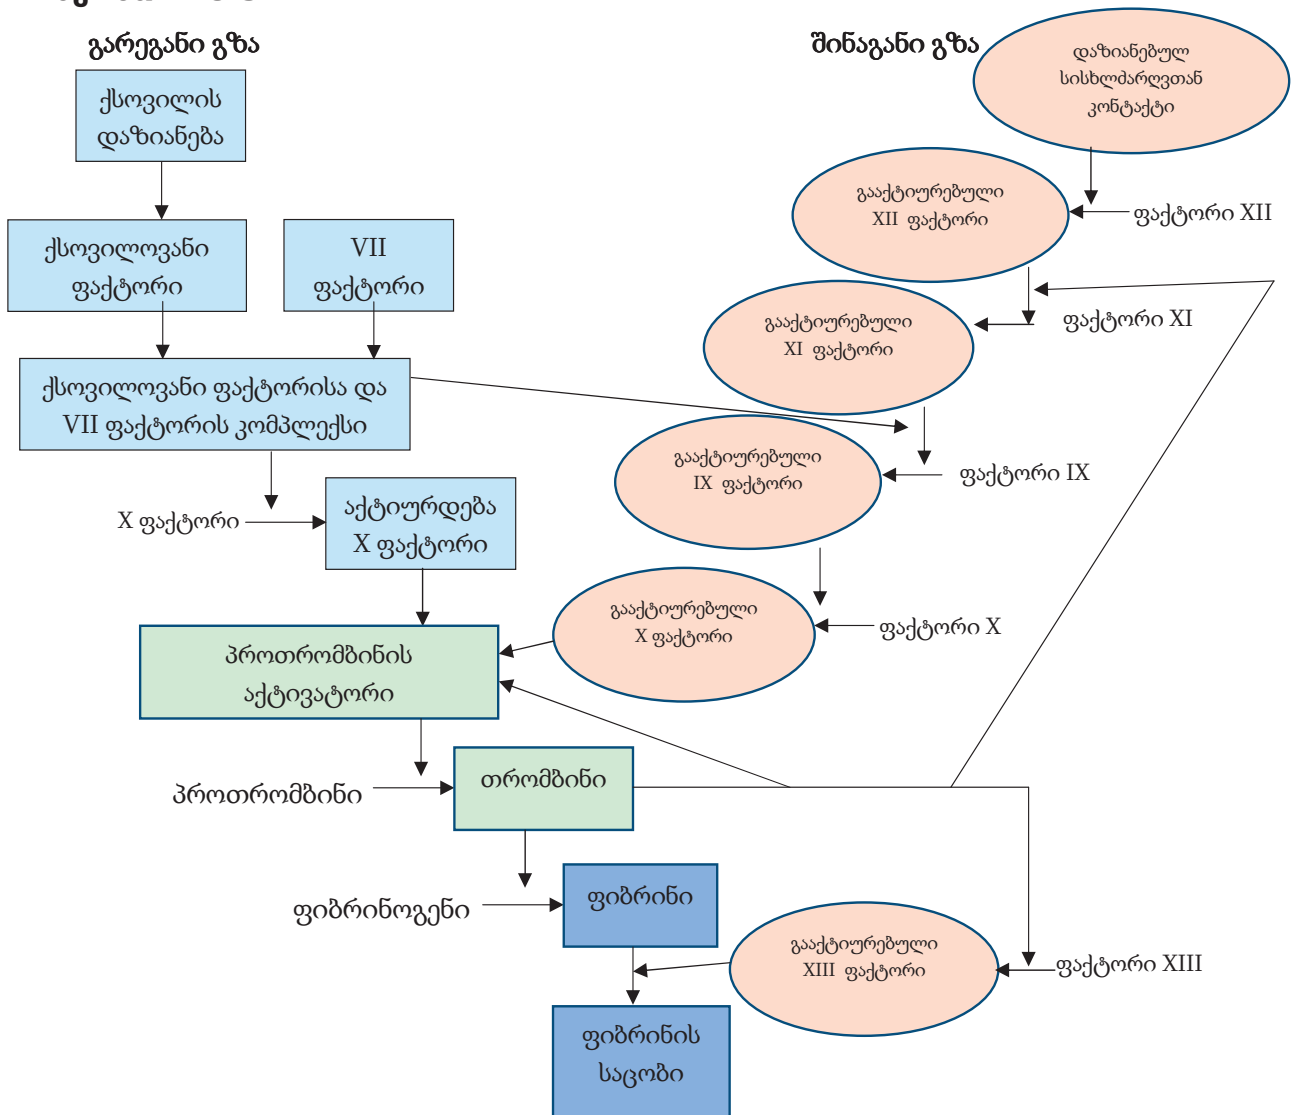 გარეგანი გზა
ქსოვილის
დაზიანება
ქსოვილოვანი
ფაქტორი
VII
ფაქტორი
ქსოვილოვანი ფაქტორისა და
VII ფაქტორის კომპლექსი
X ფაქტორი
აქტიურდება
X ფაქტორი
პროთრომბინის
აქტივატორი
პროთრომბინი
თრომბინი
ფიბრინოგენი
ფიბრინი
ფიბრინის
საცობი
შინაგანი გზა
დაზიანებულ
სისხლძარღვთან
კონტაქტი
გააქტიურებული
XII ფაქტორი
ფაქტორი XII
გააქტიურებული
XI ფაქტორი
ფაქტორი XI
გააქტიურებული
IX ფაქტორი
ფაქტორი IX
გააქტიურებული
X ფაქტორი
ფაქტორი X
გააქტიურებული
XIII ფაქტორი
ფაქტორი XIII